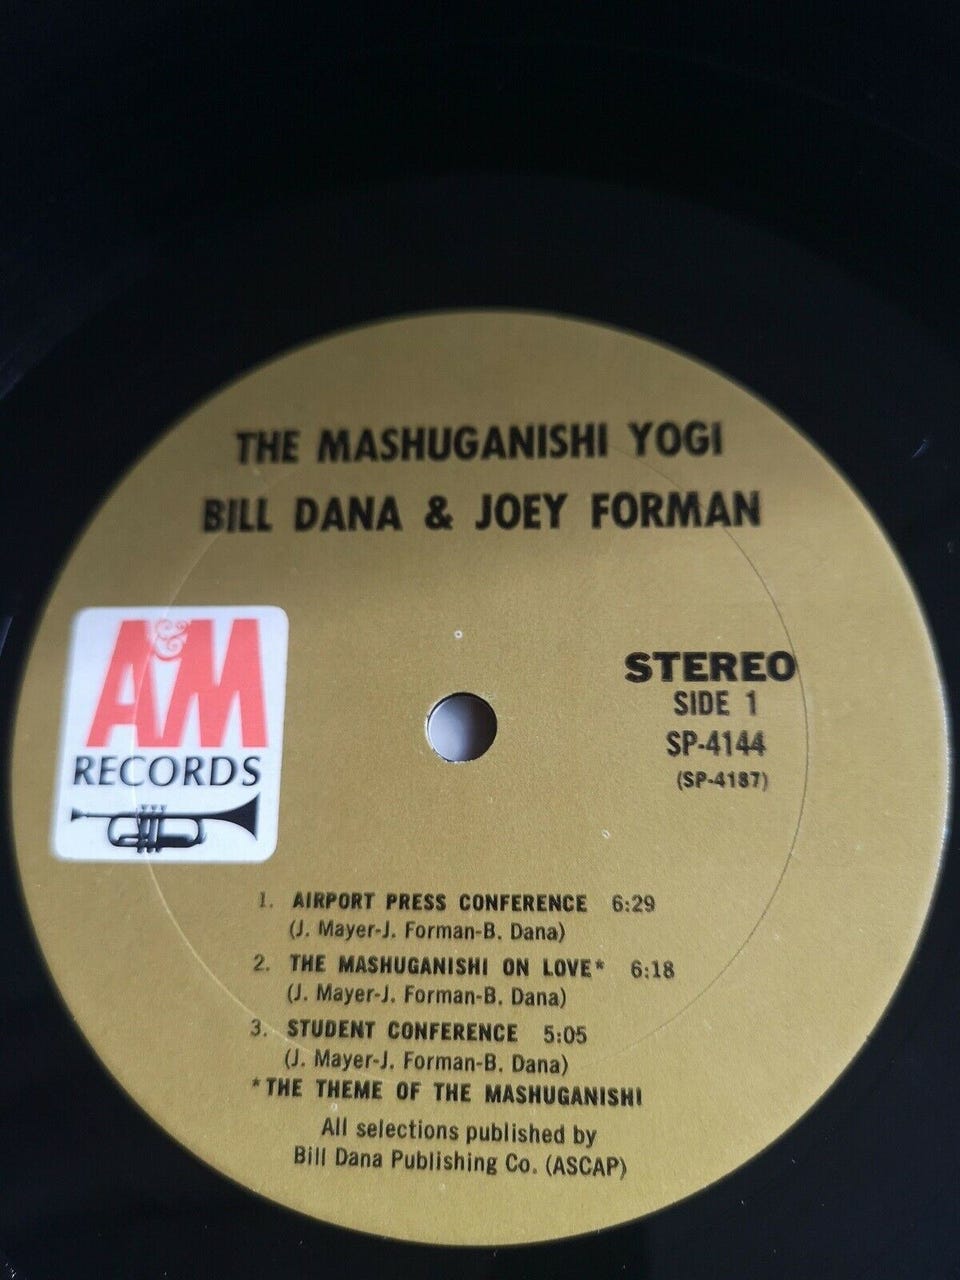 THE MASHUGANISHI YOGI
BILL DANA & JOEY FORMAN
A&M
RECORDS
STEREO
SIDE 1
SP-4144
(SP-4187)
1. AIRPORT PRESS CONFERENCE 6:29
(J. Mayer-J. Forman-B. Dana)
2. THE MASHUGANISHI ON LOVE* 6:18
(J. Mayer-J. Forman-B. Dana)
3. STUDENT CONFERENCE 5:05
(J. Mayer-J. Forman-B. Dana)
*THE THEME OF THE MASHUGANISHI
All selections published by
Bill Dana Publishing Co. (ASCAP)